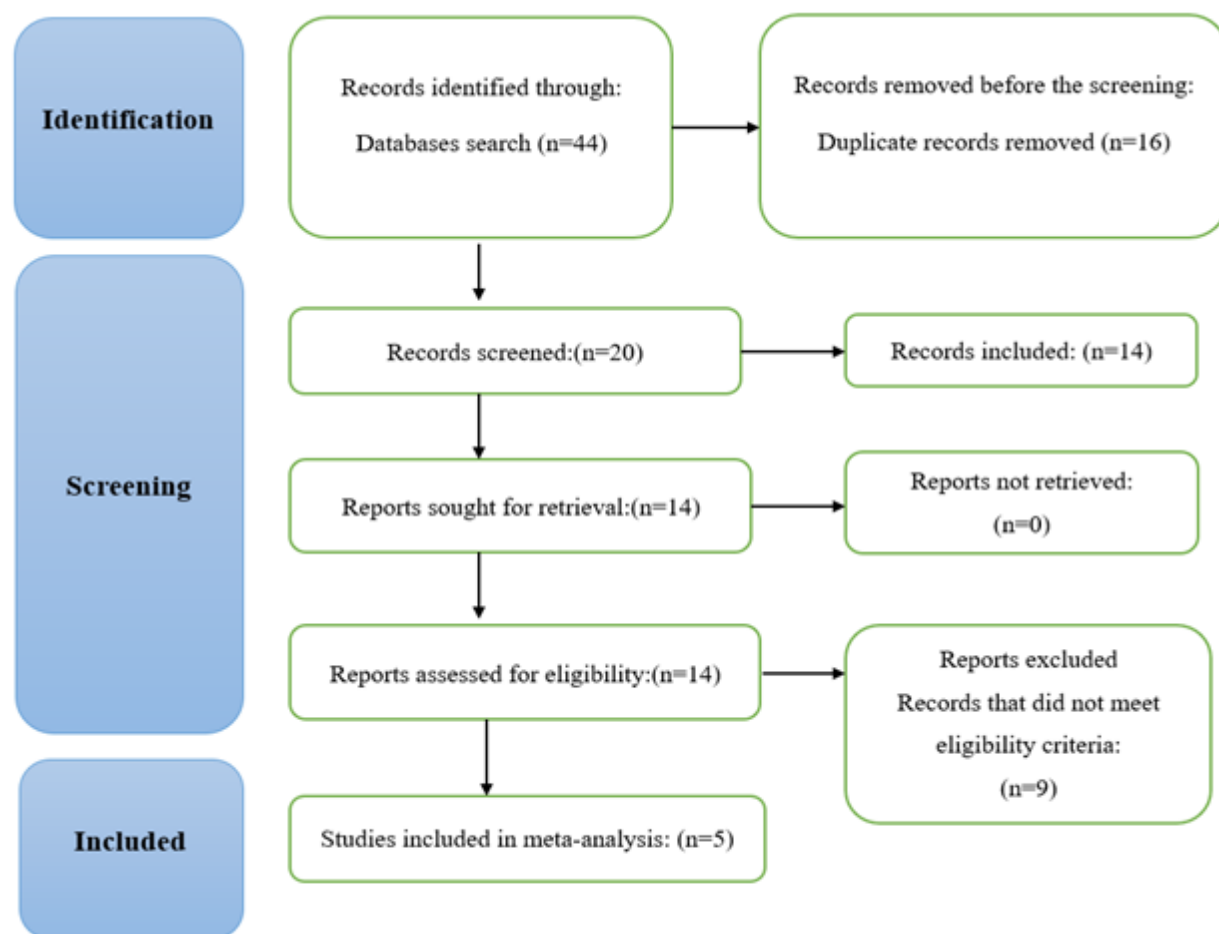 Identification
Records identified through:
Databases search (n=44)
Records removed before the screening:
Duplicate records removed (n=16)
Screening
Records screened:(n=20)
Records included: (n=14)
Reports sought for retrieval:(n=14)
Reports not retrieved:
(n=0)
Reports assessed for eligibility:(n=14)
Reports excluded
Records that did not meet
eligibility criteria:
(n=9)
Included
Studies included in meta-analysis: (n=5)